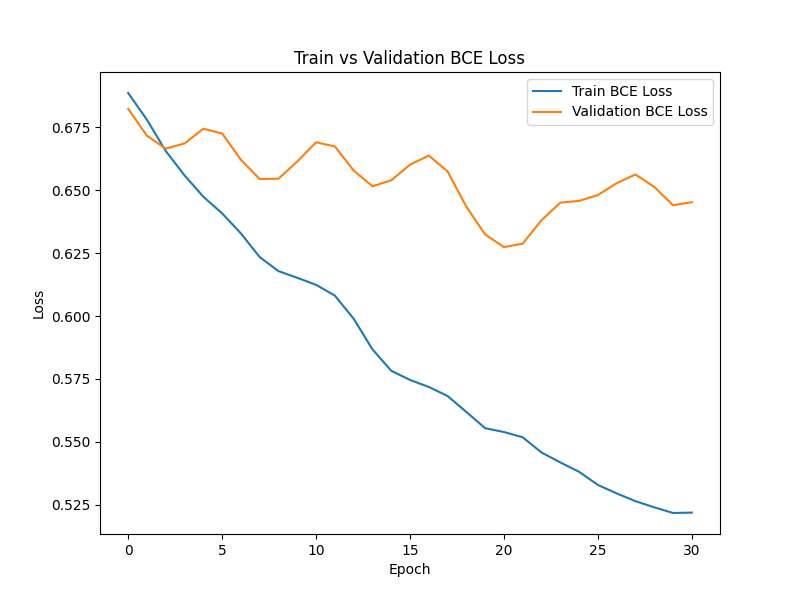 Train vs Validation BCE Loss
Train BCE Loss
Validation BCE Loss
0.675
0.650
0.625
0.600
0.575
0.550
0.525
Loss
0 5 10 15 20 25 30
Epoch